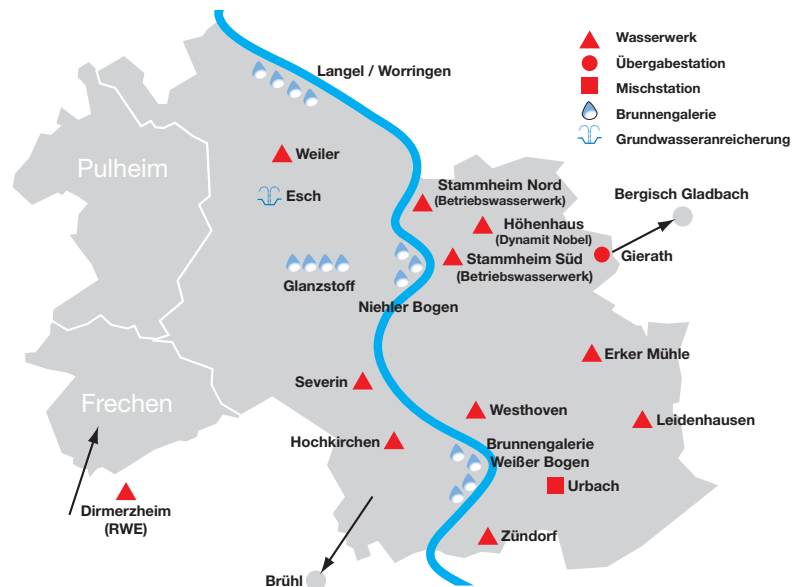 Langel / Worringen
Wasserwerk
Übergabestation
Mischstation
Brunnengalerie
Grundwasseranreicherung
Pulheim
Weiler
Esch
Stammheim Nord
(Betriebswasserwerk)
Bergisch Gladbach
Höhenhaus
(Dynamit Nobel)
Gierath
Stammheim Süd
(Betriebswasserwerk)
Glanzstoff
Niehler Bogen
Erker Mühle
Severin
Frechen
Westhoven
Leidenhausen
Hochkirchen
Brunnengalerie
Weißer Bogen
Urbach
Dirmerzheim
(RWE)
Zündorf
Brühl